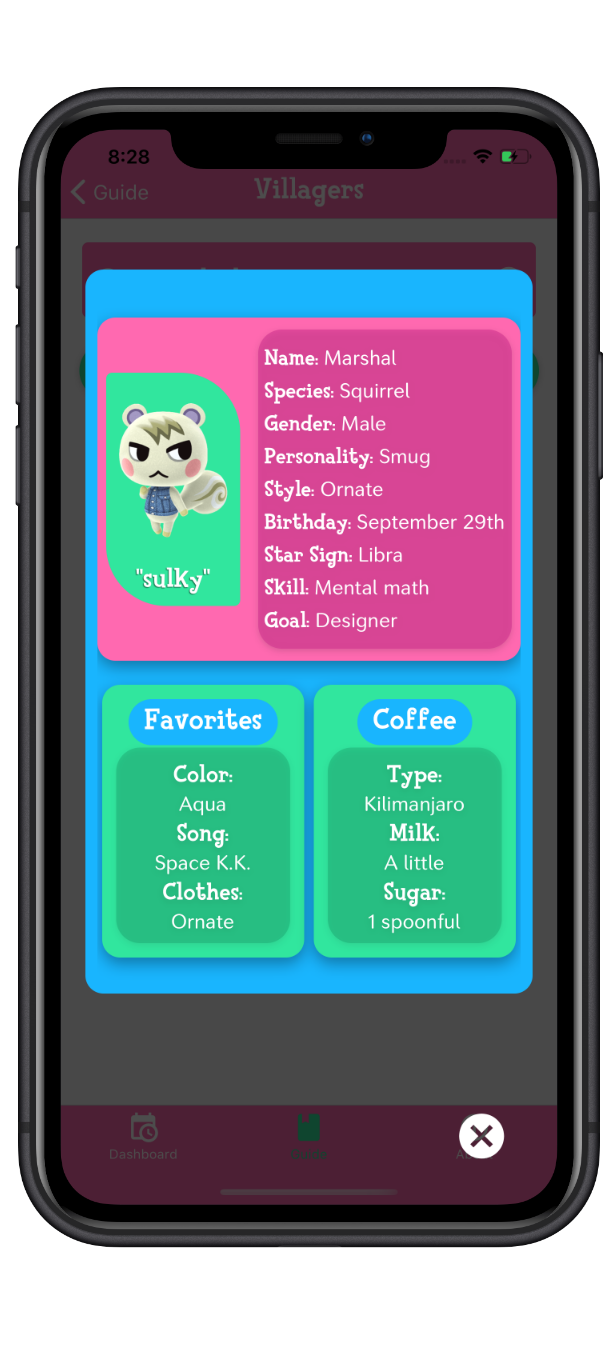 8:28
Guide
Villagers
Name: Marshal
Species: Squirrel
Gender: Male
Personality: Smug
Style: Ornate
Birthday: September 29th
Star Sign: Libra
Skill: Mental math
Goal: Designer
"sulky"
Favorites
Color:
Aqua
Song:
Space K.K.
Clothes:
Ornate
Coffee
Type:
Kilimanjaro
Milk:
A little
Sugar:
1 spoonful
Dashboard